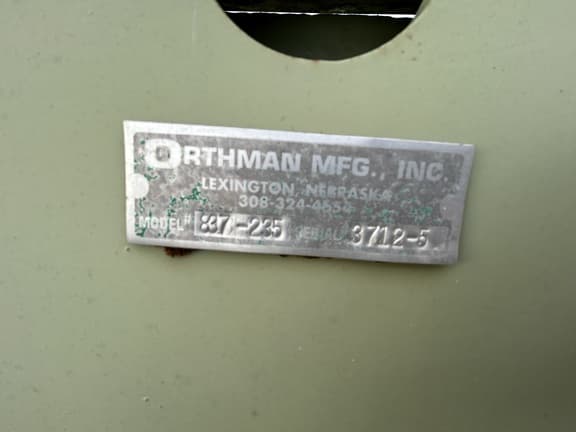 ORTHMAN MFG., INC.
LEXINGTON, NEBRASKA
308-324-4654
MODEL# 837-235 SERIAL# 3712-5